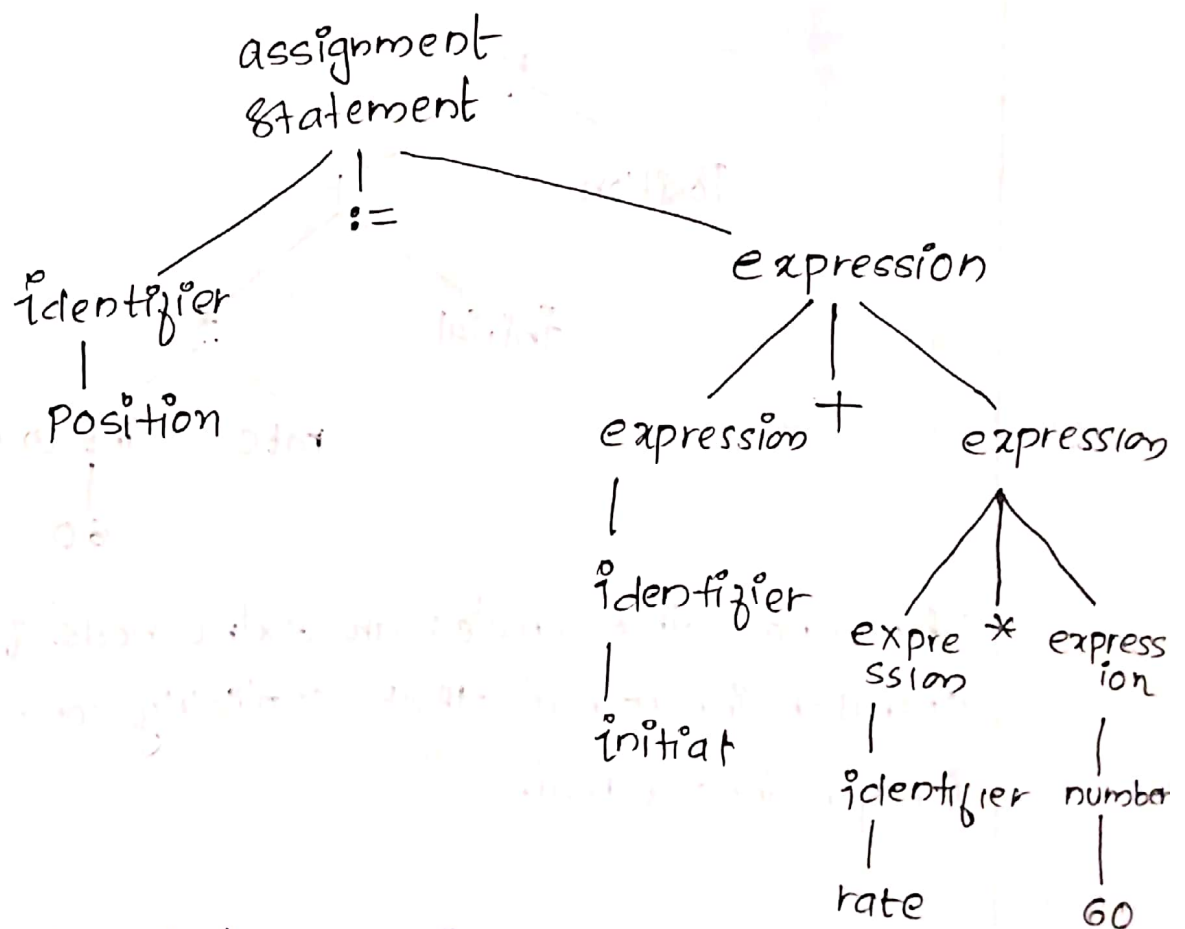 assignment
statement
:=
expression
identifier
position
expression + expression
identifier
expre * express
ssion ion
initial
identifier number
rate 60